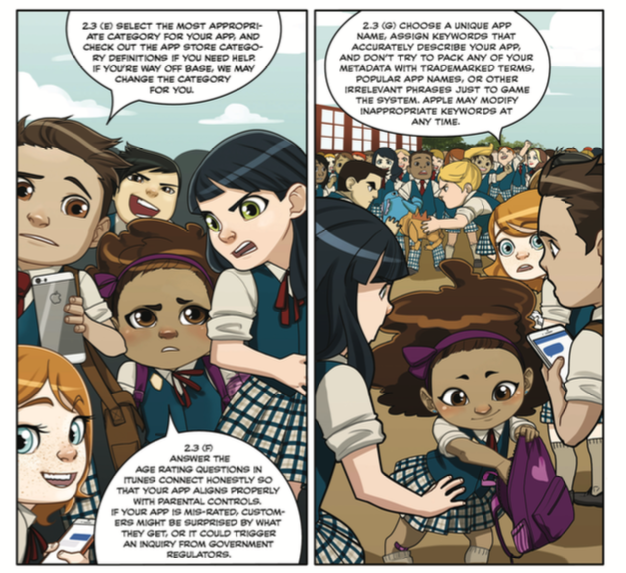 2.3 (E) SELECT THE MOST APPROPRI-
ATE CATEGORY FOR YOUR APP, AND
CHECK OUT THE APP STORE CATEGO-
RY DEFINITIONS IF YOU NEED HELP.
IF YOU'RE WAY OFF BASE, WE MAY
CHANGE THE CATEGORY
FOR YOU.
2.3 (F)
ANSWER THE
AGE RATING QUESTIONS IN
ITUNES CONNECT HONESTLY SO
THAT YOUR APP ALIGNS PROPERLY
WITH PARENTAL CONTROLS.
IF YOUR APP IS MIS-RATED, CUSTOM-
ERS MIGHT BE SURPRISED BY WHAT
THEY GET, OR IT COULD TRIGGER
AN INQUIRY FROM GOVERNMENT
REGULATORS.
2.3 (G) CHOOSE A UNIQUE APP
NAME, ASSIGN KEYWORDS THAT
ACCURATELY DESCRIBE YOUR APP,
AND DON'T TRY TO PACK ANY OF YOUR
METADATA WITH TRADEMARKED TERMS,
POPULAR APP NAMES, OR OTHER
IRRELEVANT PHRASES JUST TO GAME
THE SYSTEM. APPLE MAY MODIFY
INAPPROPRIATE KEYWORDS AT
ANY TIME.